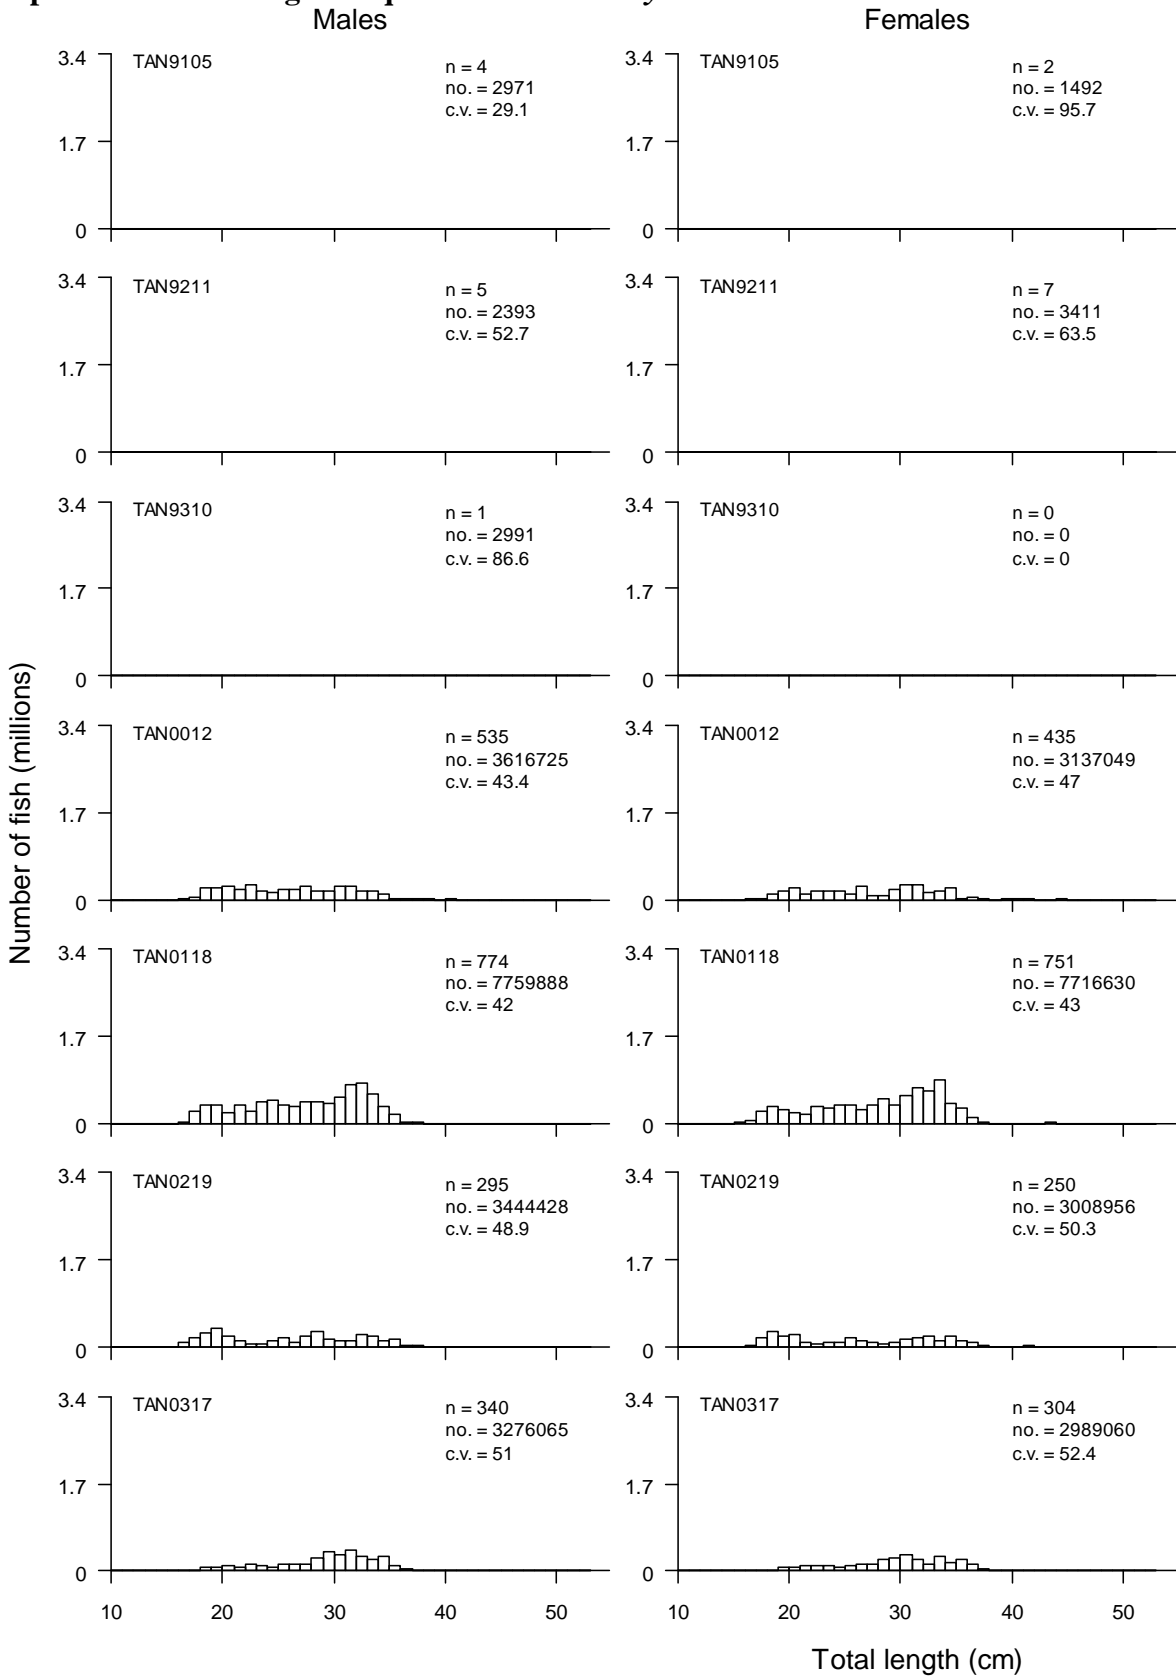 Males Females
3.4 TAN9105 n = 4 3.4 TAN9105 n = 2
no. = 2971 no. = 1492
c.v. = 29.1 c.v. = 95.7
1.7 1.7
0 0
3.4 TAN9211 n = 5 3.4 TAN9211 n = 7
no. = 2393 no. = 3411
c.v. = 52.7 c.v. = 63.5
1.7 1.7
0 0
3.4 TAN9310 n = 1 3.4 TAN9310 n = 0
no. = 2991 no. = 0
c.v. = 86.6 c.v. = 0
1.7 1.7
0 0
Number of fish (millions)
3.4 TAN0012 n = 535 3.4 TAN0012 n = 435
no. = 3616725 no. = 3137049
c.v. = 43.4 c.v. = 47
1.7 1.7
0 0
3.4 TAN0118 n = 774 3.4 TAN0118 n = 751
no. = 7759888 no. = 7716630
c.v. = 42 c.v. = 43
1.7 1.7
0 0
3.4 TAN0219 n = 295 3.4 TAN0219 n = 250
no. = 3444428 no. = 3008956
c.v. = 48.9 c.v. = 50.3
1.7 1.7
0 0
3.4 TAN0317 n = 340 3.4 TAN0317 n = 304
no. = 3276065 no. = 2989060
c.v. = 51 c.v. = 52.4
1.7 1.7
0 0
10 20 30 40 50 10 20 30 40 50
Total length (cm)